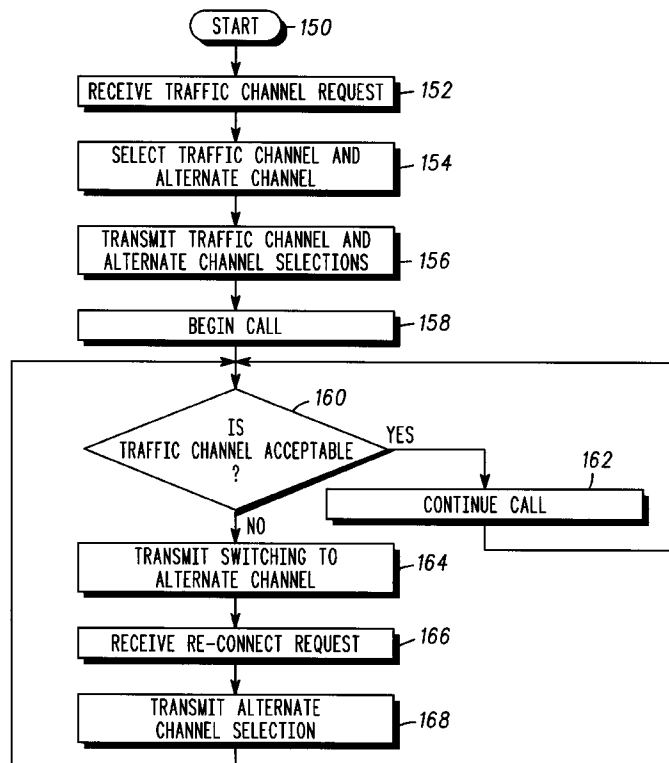 START 150
RECEIVE TRAFFIC CHANNEL REQUEST 152
SELECT TRAFFIC CHANNEL AND
ALTERNATE CHANNEL
154
TRANSMIT TRAFFIC CHANNEL AND
ALTERNATE CHANNEL SELECTIONS
156
BEGIN CALL 158
160
IS
TRAFFIC CHANNEL ACCEPTABLE
?
YES
162
CONTINUE CALL
NO
TRANSMIT SWITCHING TO
ALTERNATE CHANNEL
164
RECEIVE RE-CONNECT REQUEST 166
TRANSMIT ALTERNATE
CHANNEL SELECTION
168